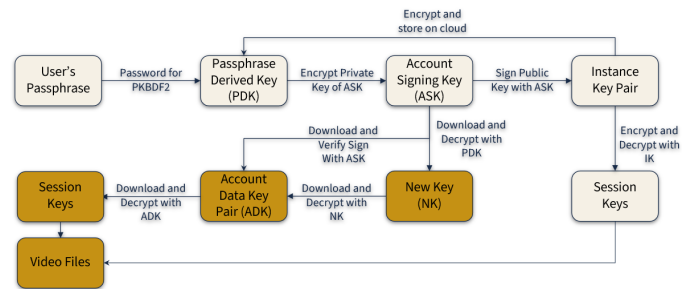 Encrypt and
store on cloud
User's
Passphrase
Password for
PKBDF2
Passphrase
Derived Key
(PDK)
Encrypt Private
Key of ASK
Account
Signing Key
(ASK)
Sign Public
Key with ASK
Instance
Key Pair
Download and
Verify Sign
With ASK
Download and
Decrypt with
PDK
Encrypt and
Decrypt with
IK
Session
Keys
Download and
Decrypt with
ADK
Account
Data Key
Pair (ADK)
Download and
Decrypt with
NK
New Key
(NK)
Session
Keys
Video Files